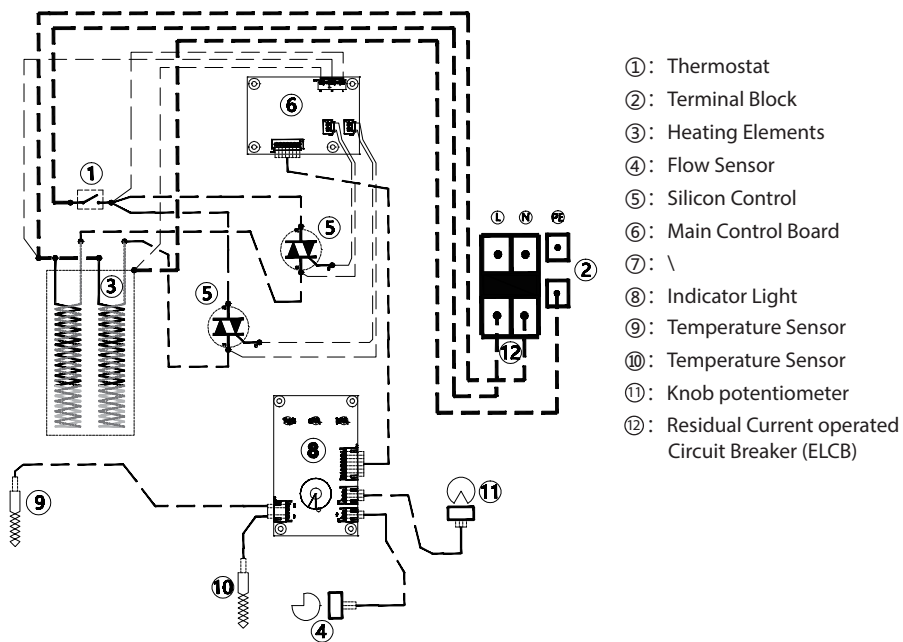 ①
⑥
⑤
③
⑤
L N PE
②
⑫
⑧
⑨
⑩
④
⑪
①: Thermostat
②: Terminal Block
③: Heating Elements
④: Flow Sensor
⑤: Silicon Control
⑥: Main Control Board
⑦: \
⑧: Indicator Light
⑨: Temperature Sensor
⑩: Temperature Sensor
⑪: Knob potentiometer
⑫: Residual Current operated
Circuit Breaker (ELCB)